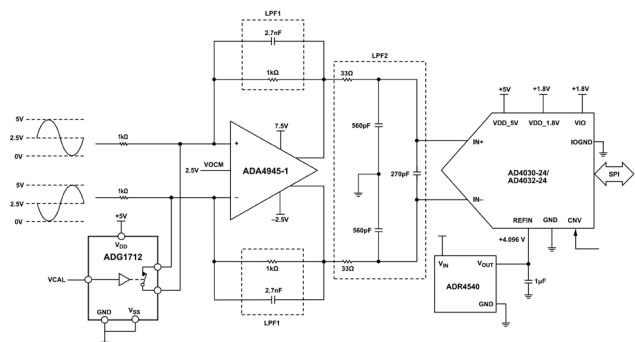 LPF1
2.7nF
1kΩ
LPF2
33Ω
5V
2.5V
0V
1kΩ
+
7.5V
VOCM
2.5V
ADA4945-1
–2.5V
–
560pF
270pF
560pF
+5V
+1.8V
+1.8V
VDD_5V
VDD_1.8V
VIO
IOGND
IN+
AD4030-24/
AD4032-24
SPI
IN–
REFIN
GND
CNV
+4.096 V
5V
2.5V
0V
1kΩ
+5V
VDD
ADG1712
VCAL
GND
VSS
1kΩ
33Ω
2.7nF
LPF1
VIN
VOUT
ADR4540
GND
1µF